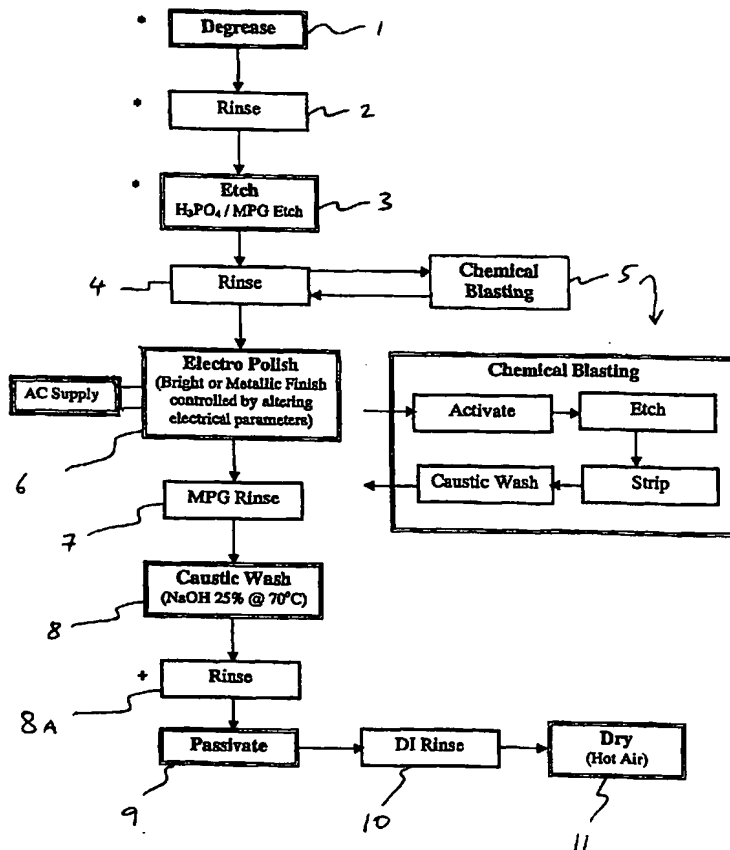 * Degrease 1
* Rinse 2
* Etch
H₃PO₄ / MPG Etch 3
4 Rinse
Chemical
Blasting 5
AC Supply
Electro Polish
(Bright or Metallic Finish
controlled by altering
electrical parameters)
6
Chemical Blasting
Activate
Etch
Caustic Wash
Strip
MPG Rinse
7
Caustic Wash
(NaOH 25% @ 70°C)
8
+ Rinse
8A
Passivate
DI Rinse
Dry
(Hot Air)
9
10
11